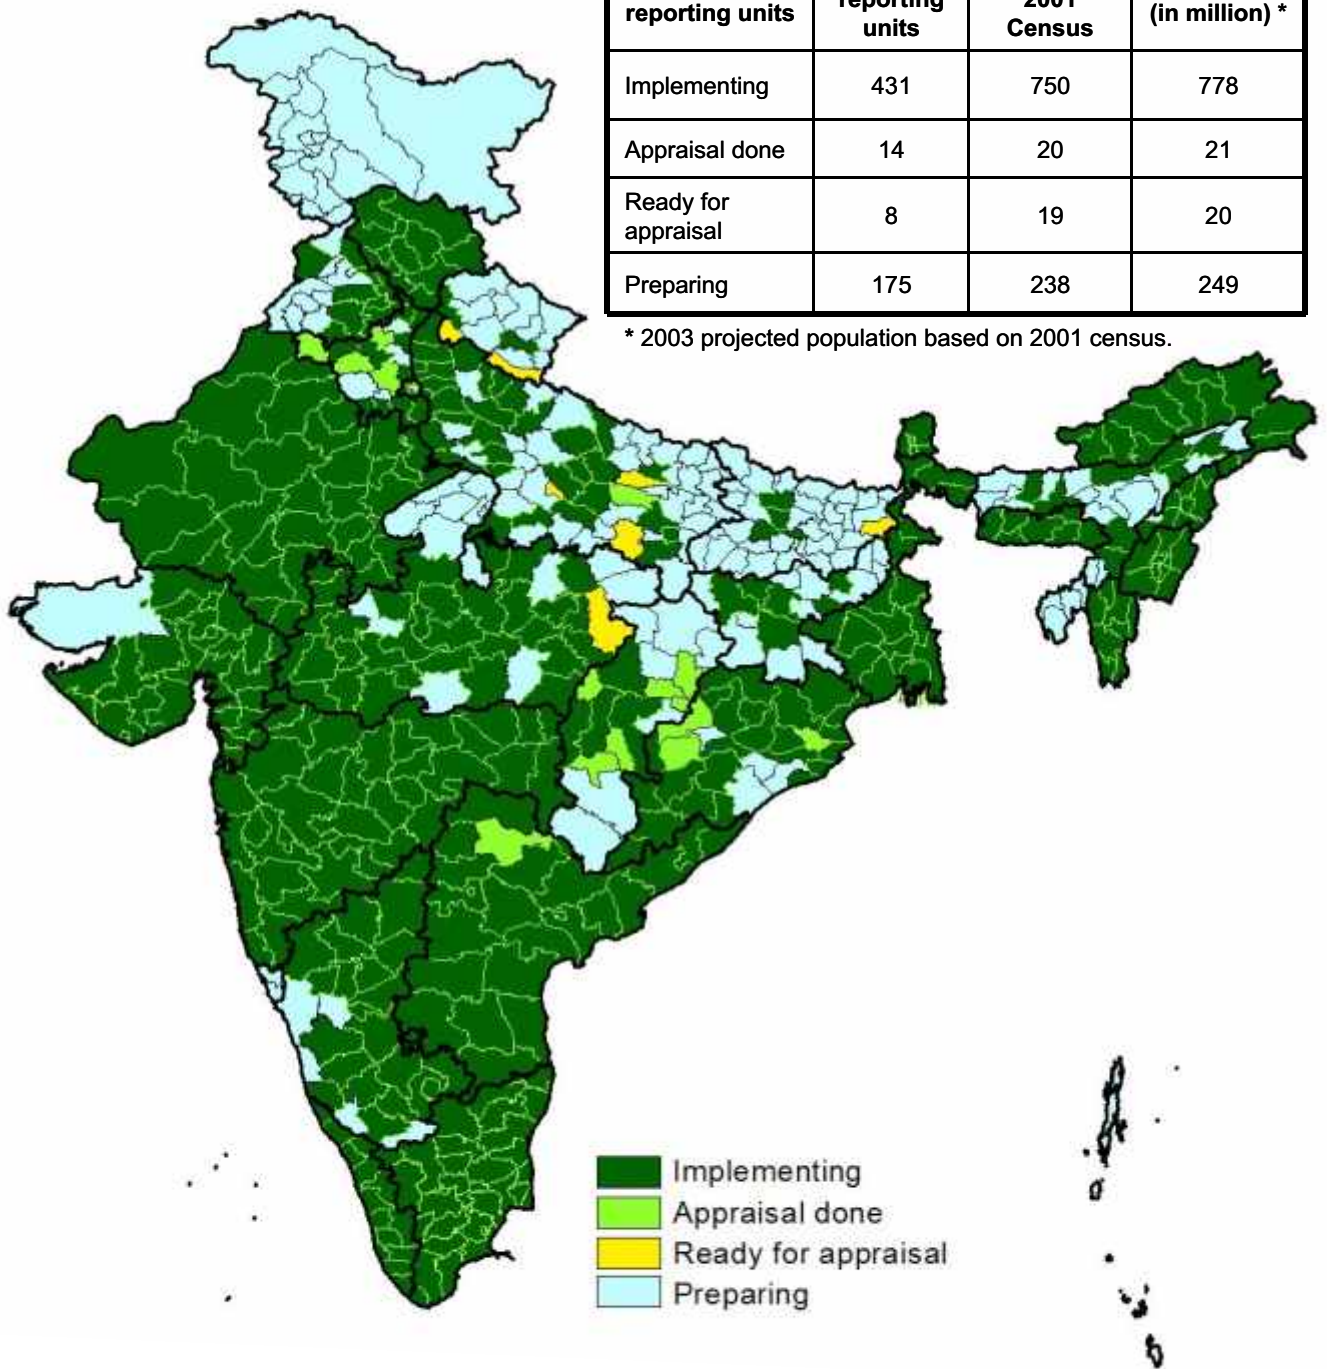 reporting units reporting 2001 (in million) *
units Census
Implementing 431 750 778
Appraisal done 14 20 21
Ready for
appraisal 8 19 20
Preparing 175 238 249
* 2003 projected population based on 2001 census.
Implementing
Appraisal done
Ready for appraisal
Preparing